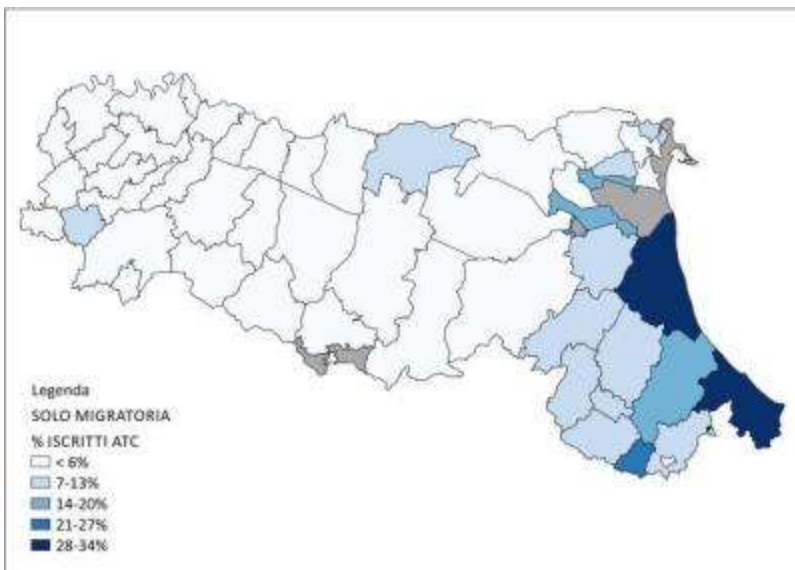 Legenda
SOLO MIGRATORIA
% ISCRITTI ATC
< 6%
7-13%
14-20%
21-27%
28-34%